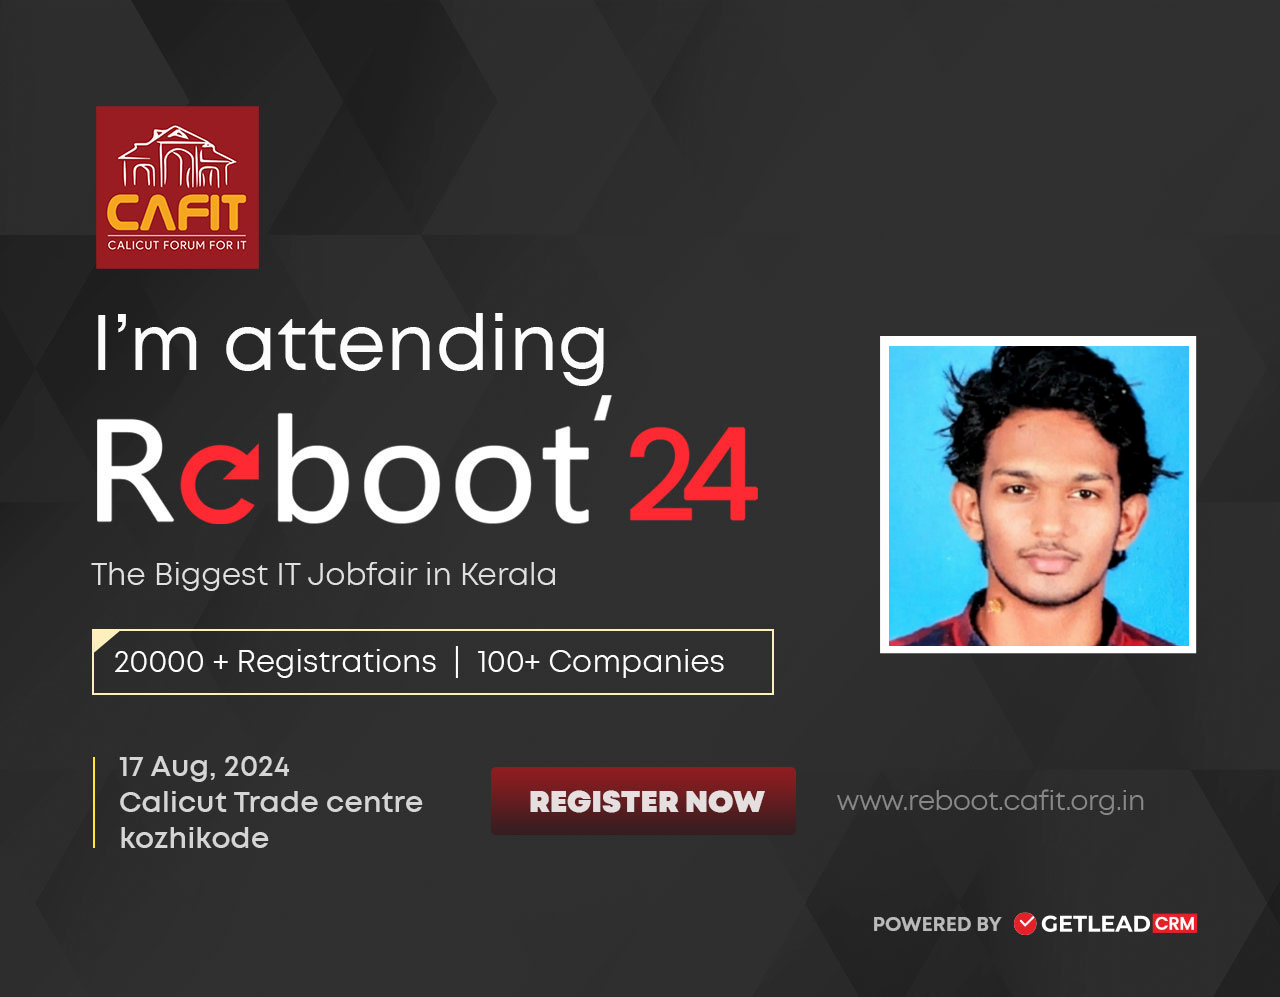 CAFIT
CALICUT FORUM FOR IT
I’m attending
Reboot’24
The Biggest IT Jobfair in Kerala
20000 + Registrations | 100+ Companies
17 Aug, 2024
Calicut Trade centre
kozhikode
REGISTER NOW
www.reboot.cafit.org.in
POWERED BY GETLEAD CRM